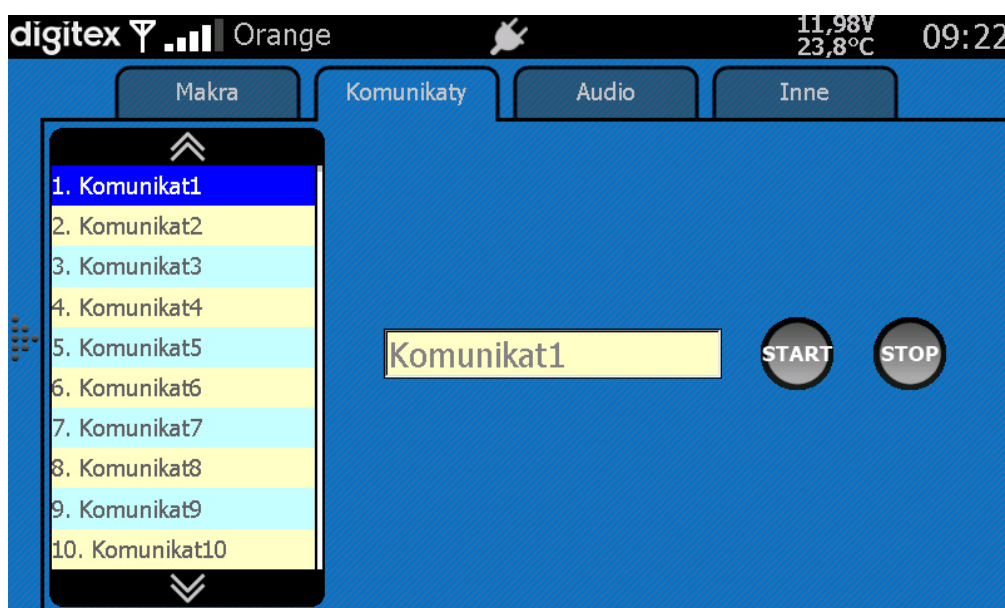 digitex Orange 11,98V 09:22
23,8°C
Makra Komunikaty Audio Inne
1. Komunikat1
2. Komunikat2
3. Komunikat3
4. Komunikat4
5. Komunikat5
6. Komunikat6
7. Komunikat7
8. Komunikat8
9. Komunikat9
10. Komunikat10
Komunikat1 START STOP